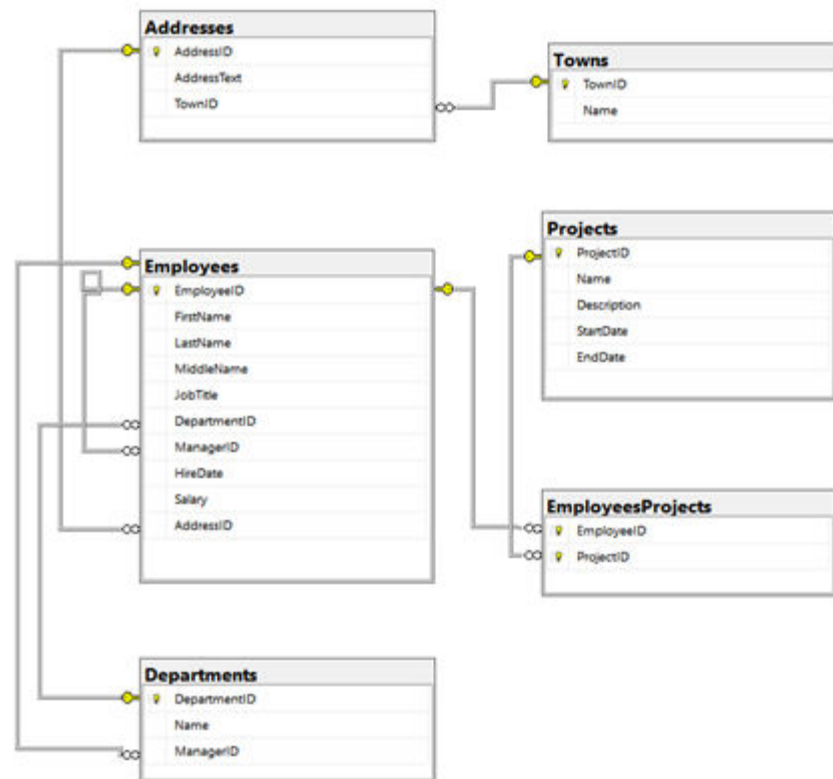 Addresses
AddressID
AddressText
TownID
Towns
TownID
Name
Projects
ProjectID
Name
Description
StartDate
EndDate
Employees
EmployeeID
FirstName
LastName
MiddleName
JobTitle
DepartmentID
ManagerID
HireDate
Salary
AddressID
EmployeesProjects
EmployeeID
ProjectID
Departments
DepartmentID
Name
ManagerID